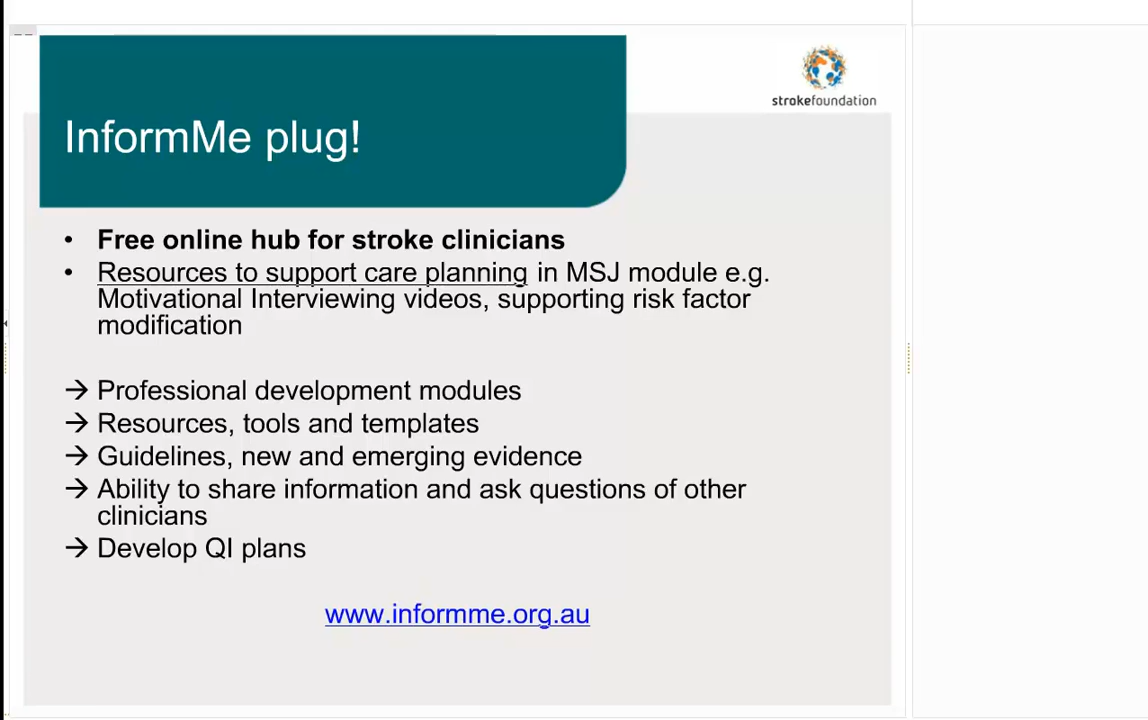 strokefoundation
InformMe plug!
• Free online hub for stroke clinicians
• Resources to support care planning in MSJ module e.g.
Motivational Interviewing videos, supporting risk factor
modification
→ Professional development modules
→ Resources, tools and templates
→ Guidelines, new and emerging evidence
→ Ability to share information and ask questions of other
clinicians
→ Develop QI plans
www.informme.org.au